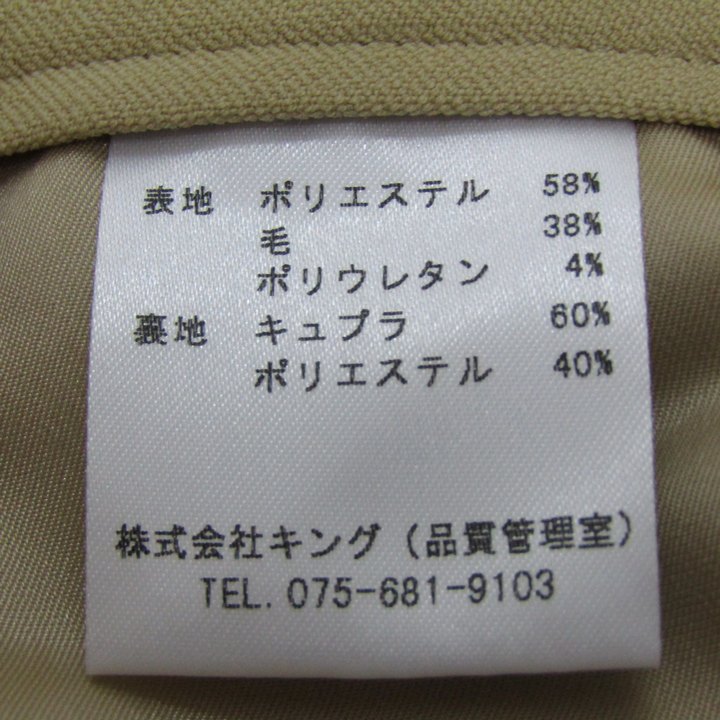 表地 ポリエステル 58%
毛 38%
ポリウレタン 4%
裏地 キュプラ 60%
ポリエステル 40%
株式会社キング（品質管理室）
TEL. 075-681-9103